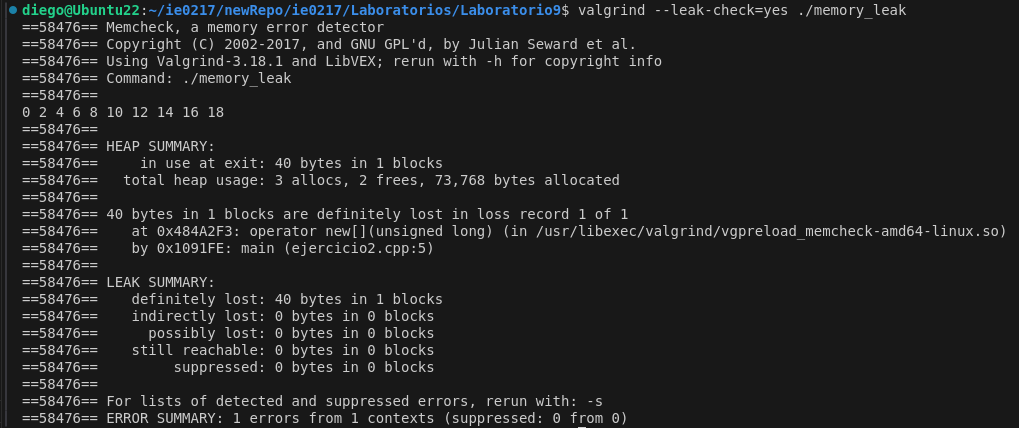 diego@Ubuntu22:~/ie0217/newRepo/ie0217/Laboratorios/Laboratorio9$ valgrind --leak-check=yes ./memory_leak
==58476== Memcheck, a memory error detector
==58476== Copyright (C) 2002-2017, and GNU GPL'd, by Julian Seward et al.
==58476== Using Valgrind-3.18.1 and LibVEX; rerun with -h for copyright info
==58476== Command: ./memory_leak
==58476==
0 2 4 6 8 10 12 14 16 18
==58476==
==58476== HEAP SUMMARY:
==58476==     in use at exit: 40 bytes in 1 blocks
==58476==   total heap usage: 3 allocs, 2 frees, 73,768 bytes allocated
==58476==
==58476== 40 bytes in 1 blocks are definitely lost in loss record 1 of 1
==58476==    at 0x484A2F3: operator new[](unsigned long) (in /usr/libexec/valgrind/vgpreload_memcheck-amd64-linux.so)
==58476==    by 0x1091FE: main (ejercicio2.cpp:5)
==58476==
==58476== LEAK SUMMARY:
==58476==    definitely lost: 40 bytes in 1 blocks
==58476==    indirectly lost: 0 bytes in 0 blocks
==58476==      possibly lost: 0 bytes in 0 blocks
==58476==    still reachable: 0 bytes in 0 blocks
==58476==         suppressed: 0 bytes in 0 blocks
==58476==
==58476== For lists of detected and suppressed errors, rerun with: -s
==58476== ERROR SUMMARY: 1 errors from 1 contexts (suppressed: 0 from 0)